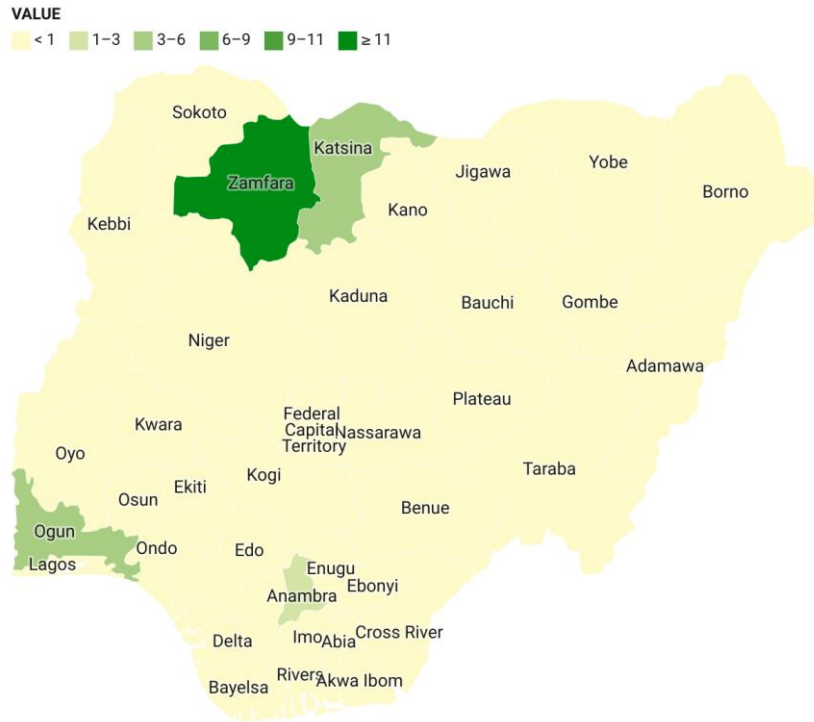 VALUE
< 1 1–3 3–6 6–9 9–11 ≥ 11
Sokoto
Katsina
Zamfara
Jigawa
Yobe
Borno
Kano
Kebbi
Kaduna
Bauchi
Gombe
Niger
Adamawa
Plateau
Federal
Capital
Territory
Nassarawa
Kwara
Oyo
Taraba
Kogi
Ekiti
Osun
Benue
Ogun
Ondo
Edo
Lagos
Enugu
Ebonyi
Anambra
Delta
Imo
Abia
Cross River
Rivers
Akwa Ibom
Bayelsa